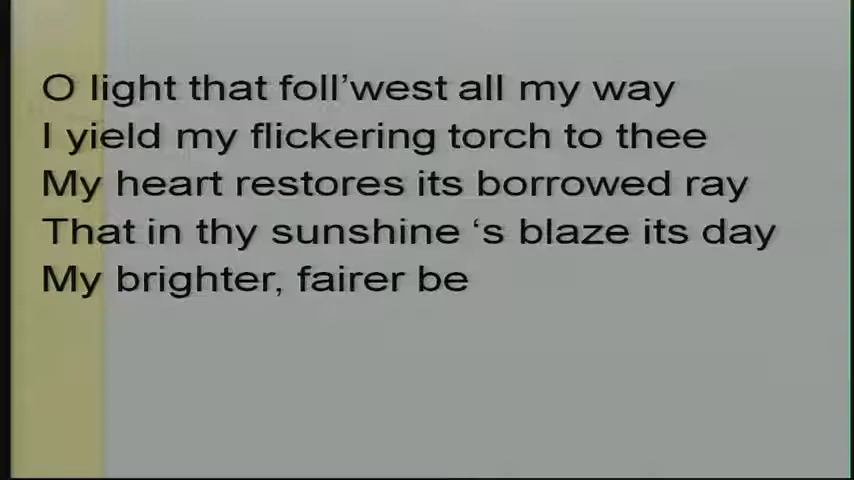 O light that foll’west all my way
I yield my flickering torch to thee
My heart restores its borrowed ray
That in thy sunshine ‘s blaze its day
My brighter, fairer be